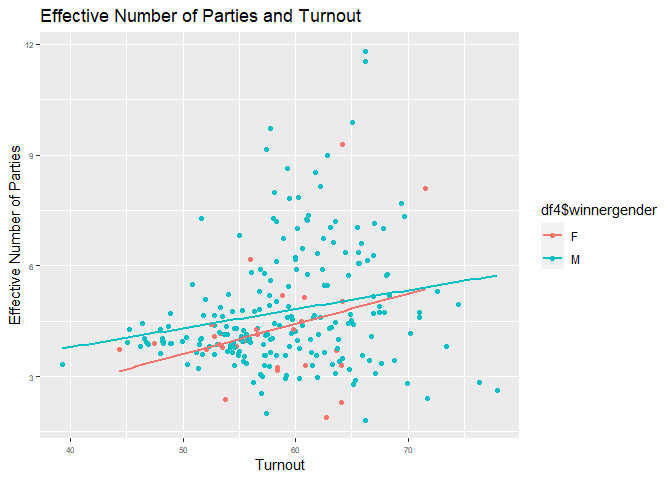 Effective Number of Parties and Turnout
12
9
6
3
Effective Number of Parties
40 50 60 70
Turnout
df4$winnergender
F
M